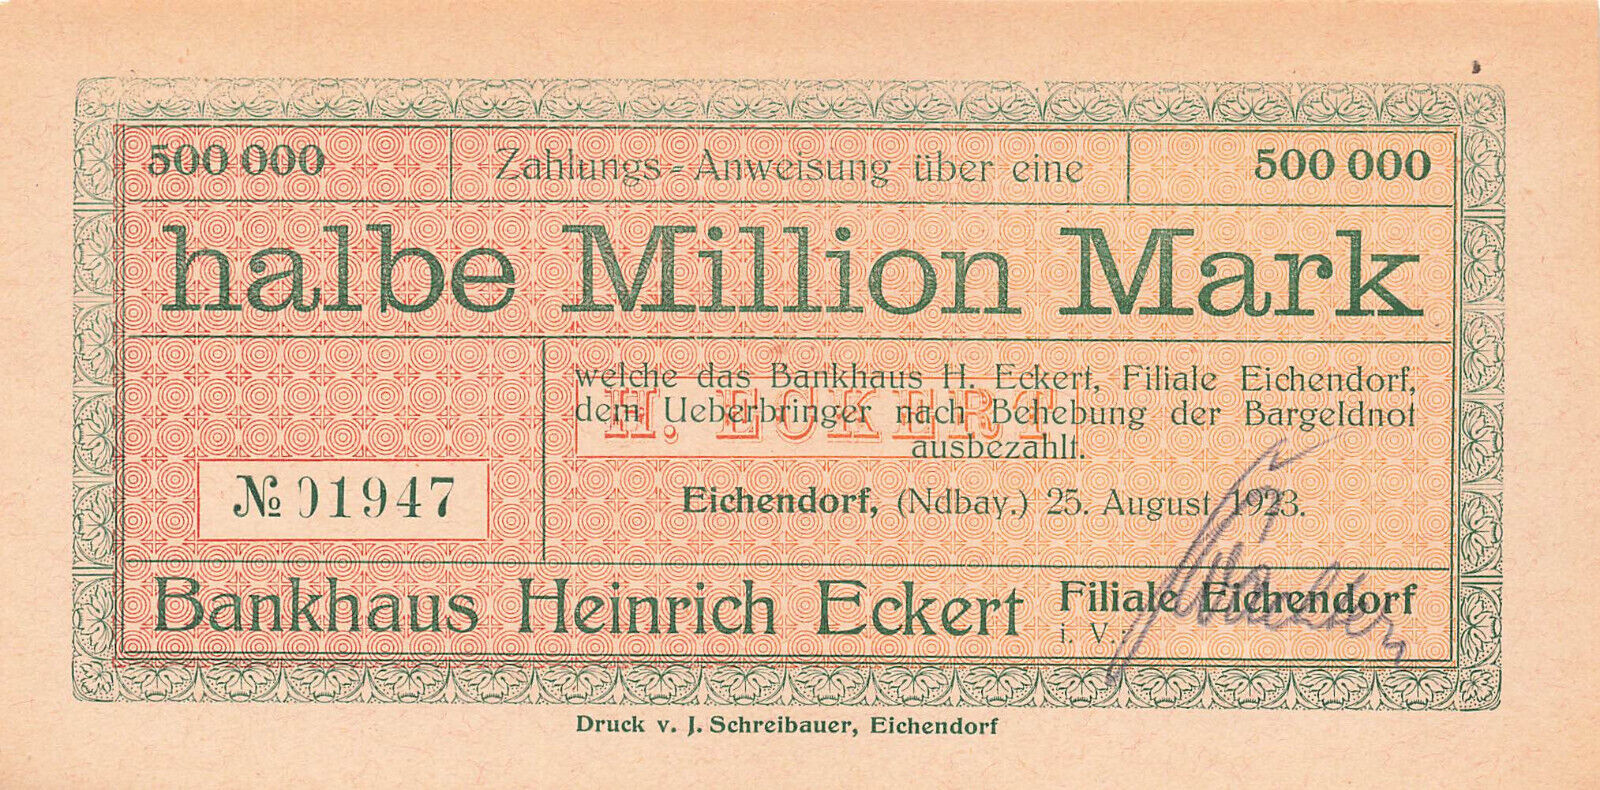 500 000 Zahlungs-Anweisung über eine 500 000
halbe Million Mark
welche das Bankhaus H. Eckert, Filiale Eichendorf,
dem Ueberbringer nach Behebung der Bargeldnot
ausbezahlt.
H. ECKERT
№ 01947
Eichendorf, (Ndbay.) 25. August 1923.
Bankhaus Heinrich Eckert Filiale Eichendorf
i. V.:
Druck v. J. Schreibauer, Eichendorf